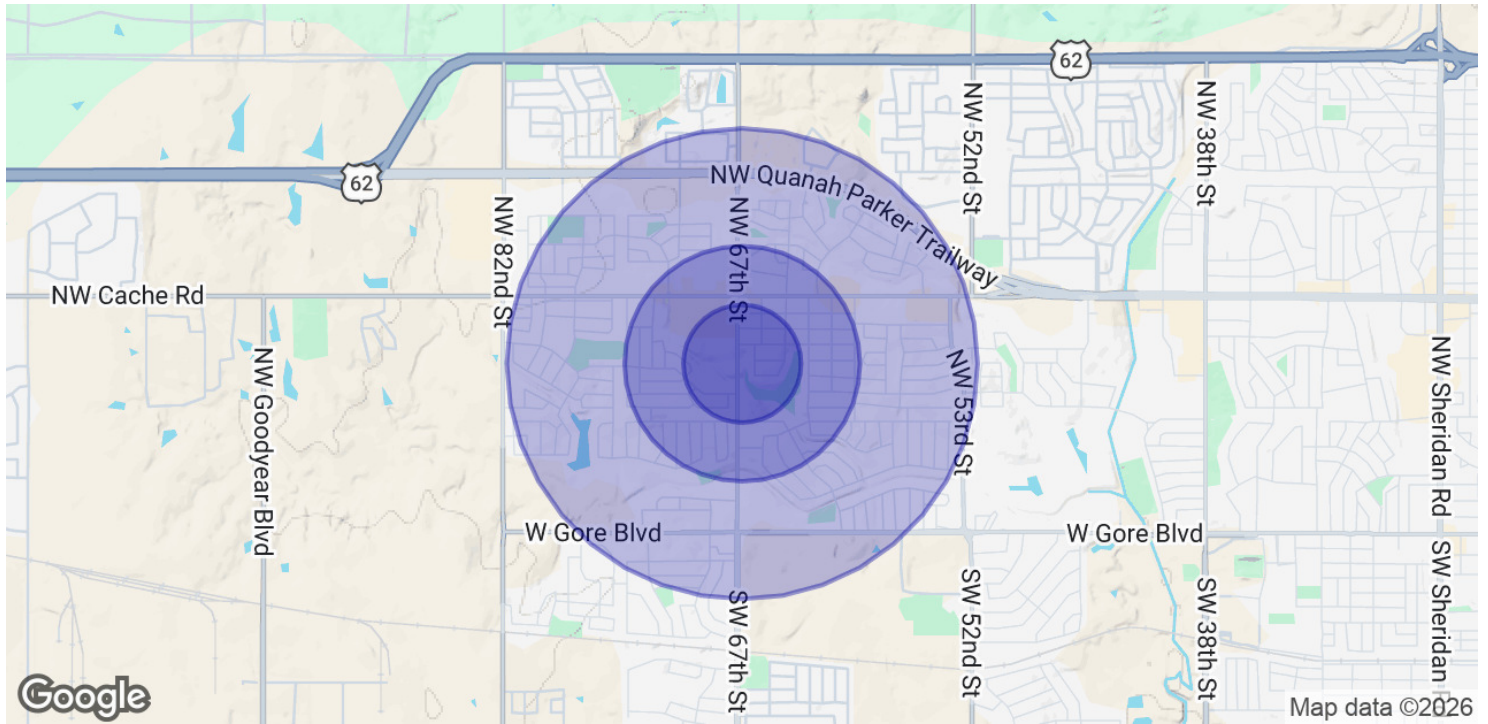 62
NW 52nd St
NW 38th St
62
NW Quanah Parker Trailway
NW 82nd St
NW 67th St
NW Cache Rd
NW Goodyear Blvd
NW 53rd St
NW Sheridan Rd
W Gore Blvd
W Gore Blvd
SW 67th St
SW 52nd St
SW 38th St
SW Sheridan R
Google
Map data ©2026